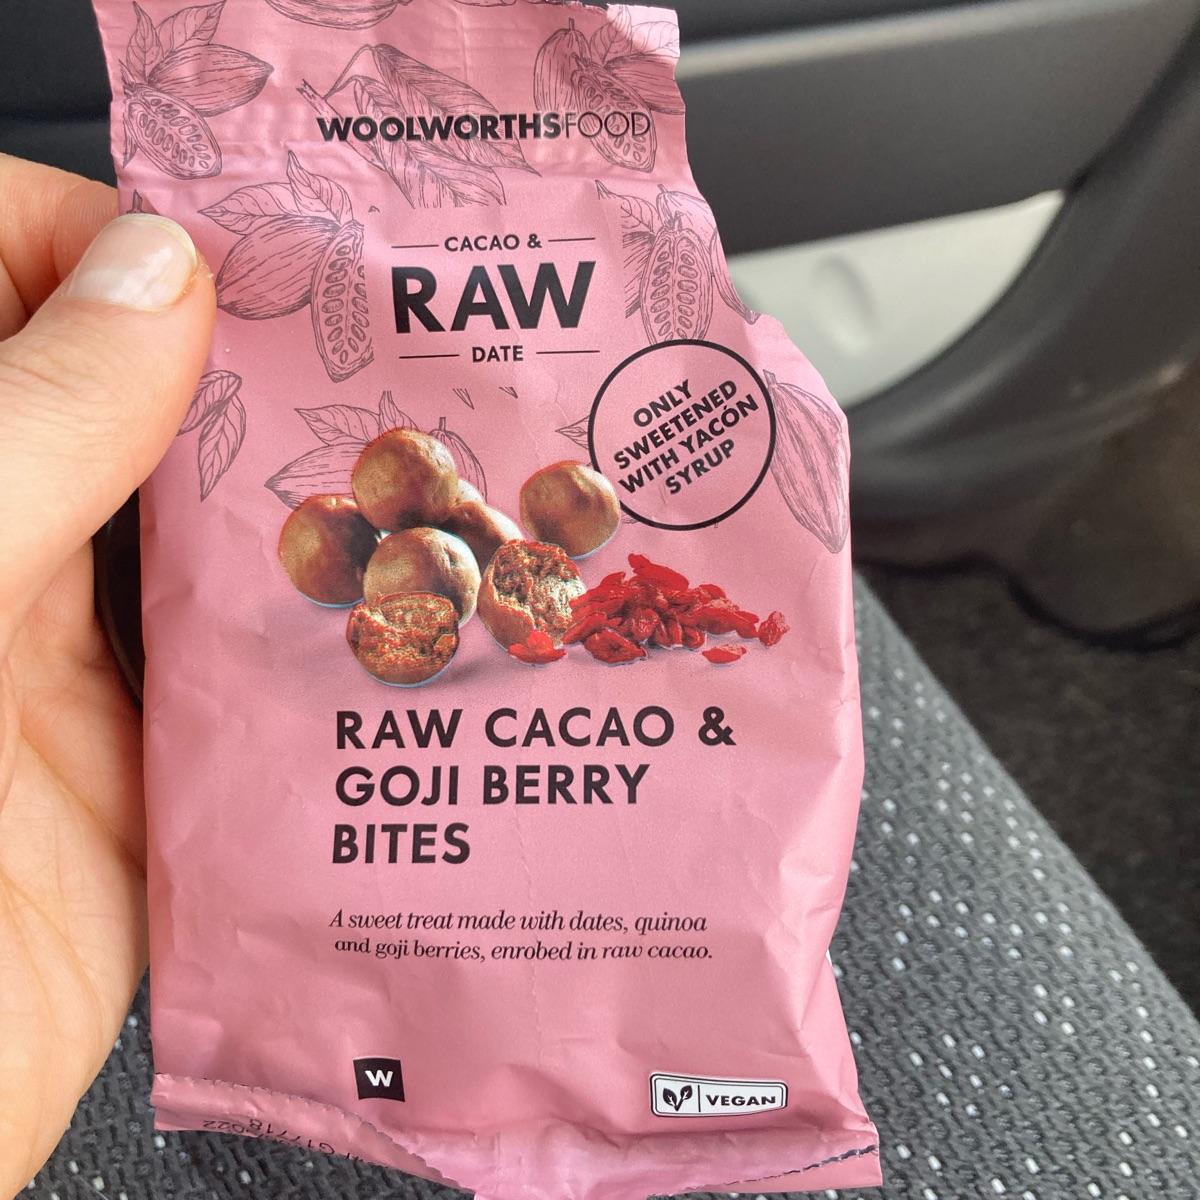 WOOLWORTHSFOOD
CACAO &
RAW
DATE
ONLY
SWEETENED
WITH YACÓN
SYRUP
RAW CACAO &
GOJI BERRY
BITES
A sweet treat made with dates, quinoa
and goji berries, enrobed in raw cacao.
W
VEGAN